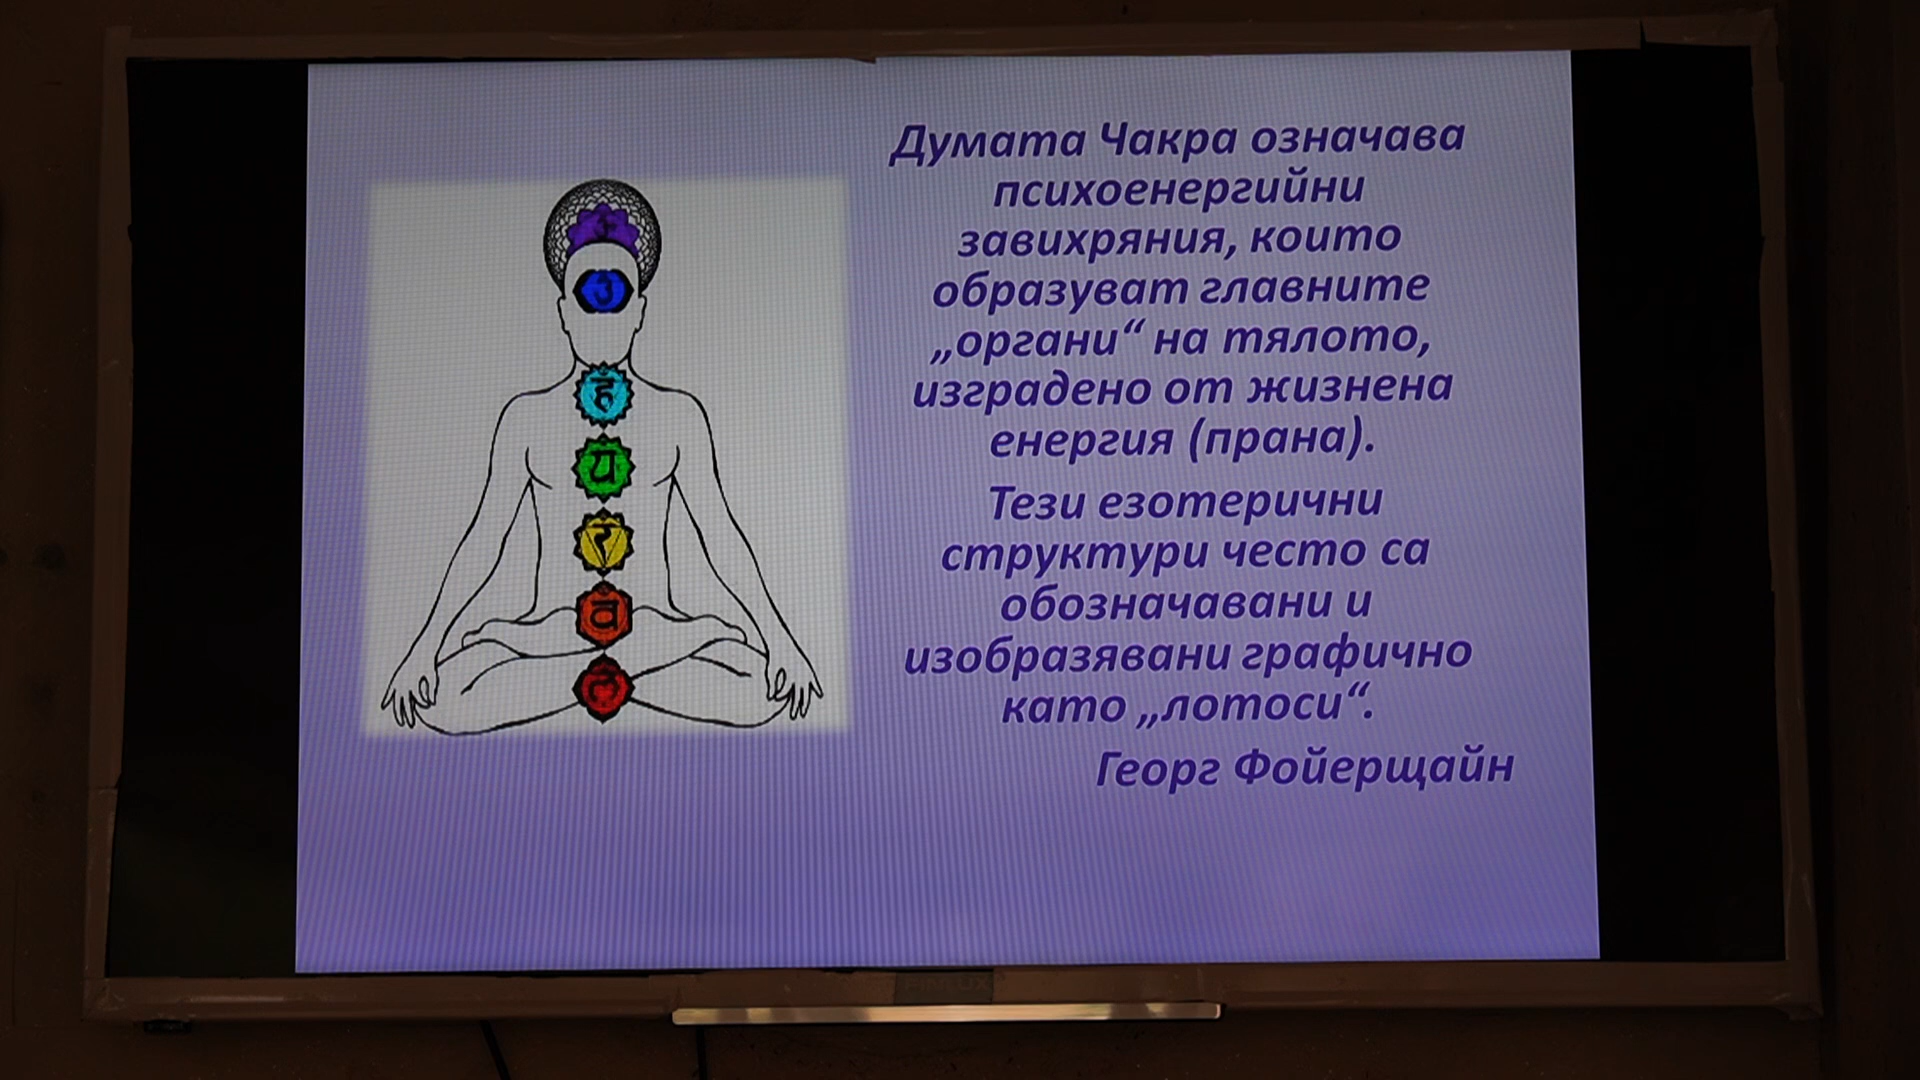 Думата Чакра означава
психоенергийни
завихряния, които
образуват главните
„органи“ на тялото,
изградено от жизнена
енергия (прана).
Тези езотерични
структури често са
обозначавани и
изобразявани графично
като „лотоси“.
Георг Фойерщайн
ॐ
हं
यं
रं
वं
लं